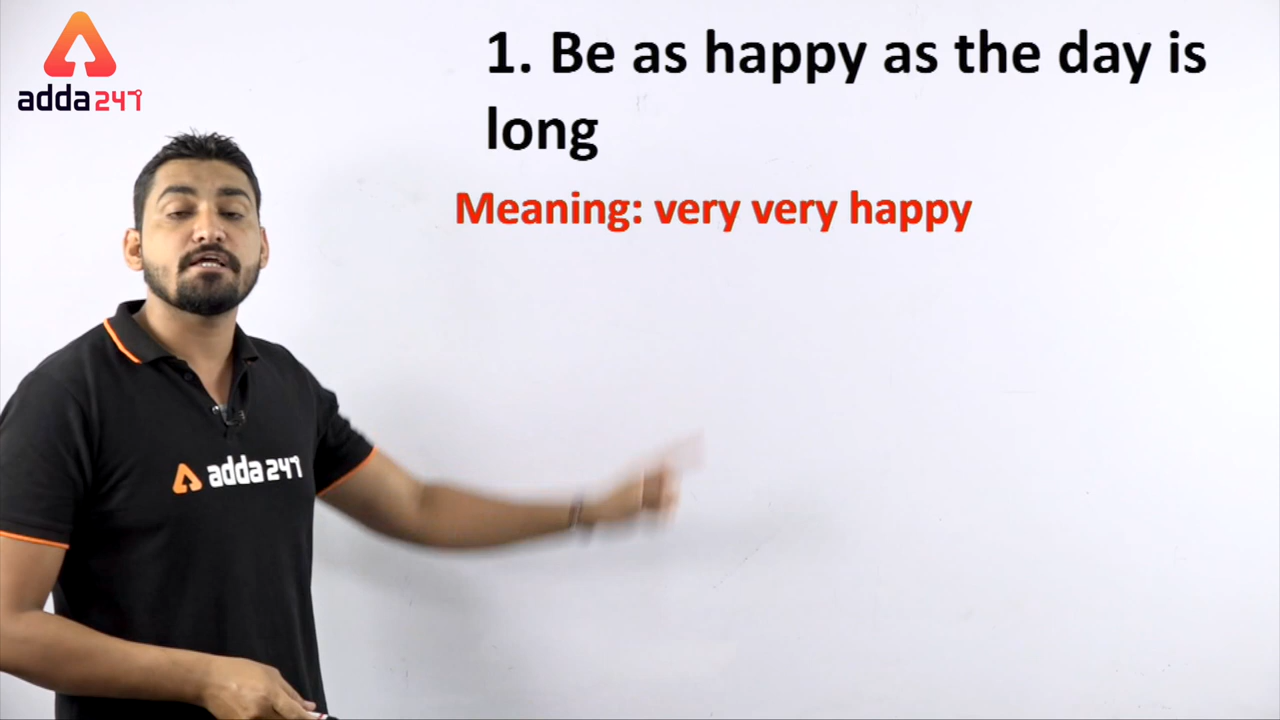 adda247
1. Be as happy as the day is
long
Meaning: very very happy
adda247